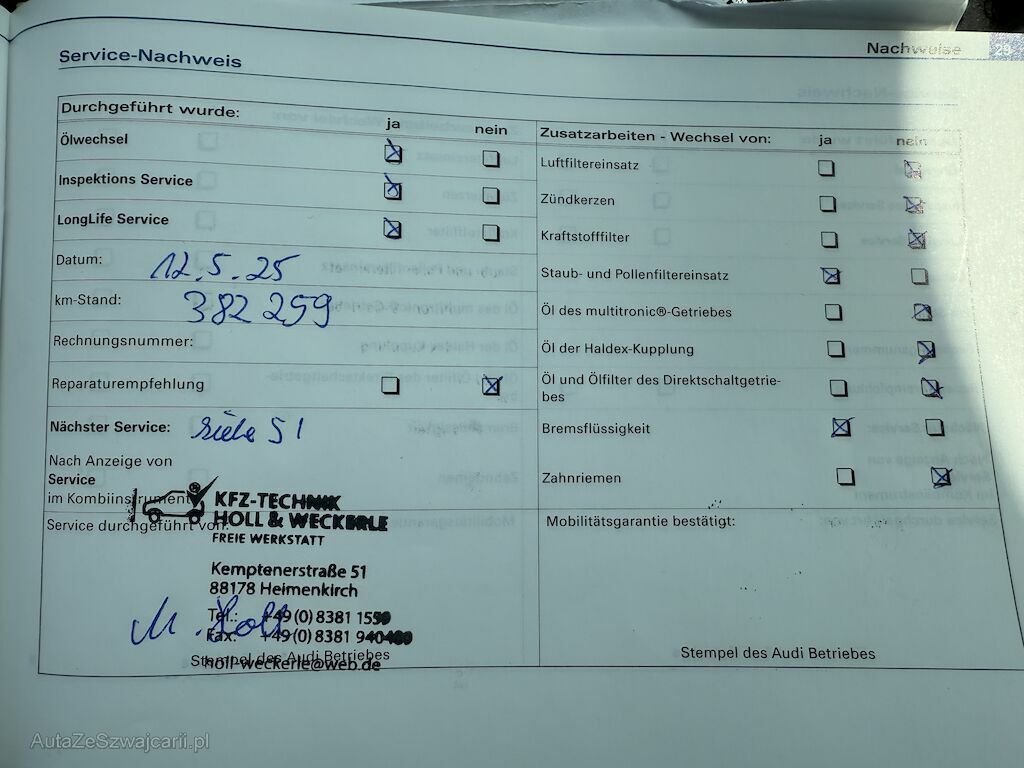 Nachweise
Service-Nachweis
Durchgeführt wurde:
ja nein
Ölwechsel
Inspektions Service
LongLife Service
Datum: 12.5.25
km-Stand: 382 259
Rechnungsnummer:
Reparaturempfehlung
Nächster Service: siehe S1
Nach Anzeige von
Service
im Kombiinstrument
Service durchgeführt von:
KFZ-TECHNIK
HOLL & WECKERLE
FREIE WERKSTATT
Kemptenerstraße 51
88178 Heimenkirch
Tel.: +49 (0) 8381 1559
Fax: +49 (0) 8381 940480
M. Holl
Stempel des Audi Betriebes
holl-weckerle@web.de
Zusatzarbeiten - Wechsel von: ja nein
Luftfiltereinsatz
Zündkerzen
Kraftstofffilter
Staub- und Pollenfiltereinsatz
Öl des multitronic®-Getriebes
Öl der Haldex-Kupplung
Öl und Ölfilter des Direktschaltgetrie-
bes
Bremsflüssigkeit
Zahnriemen
Mobilitätsgarantie bestätigt:
Stempel des Audi Betriebes
AutaZeSzwajcarii.pl